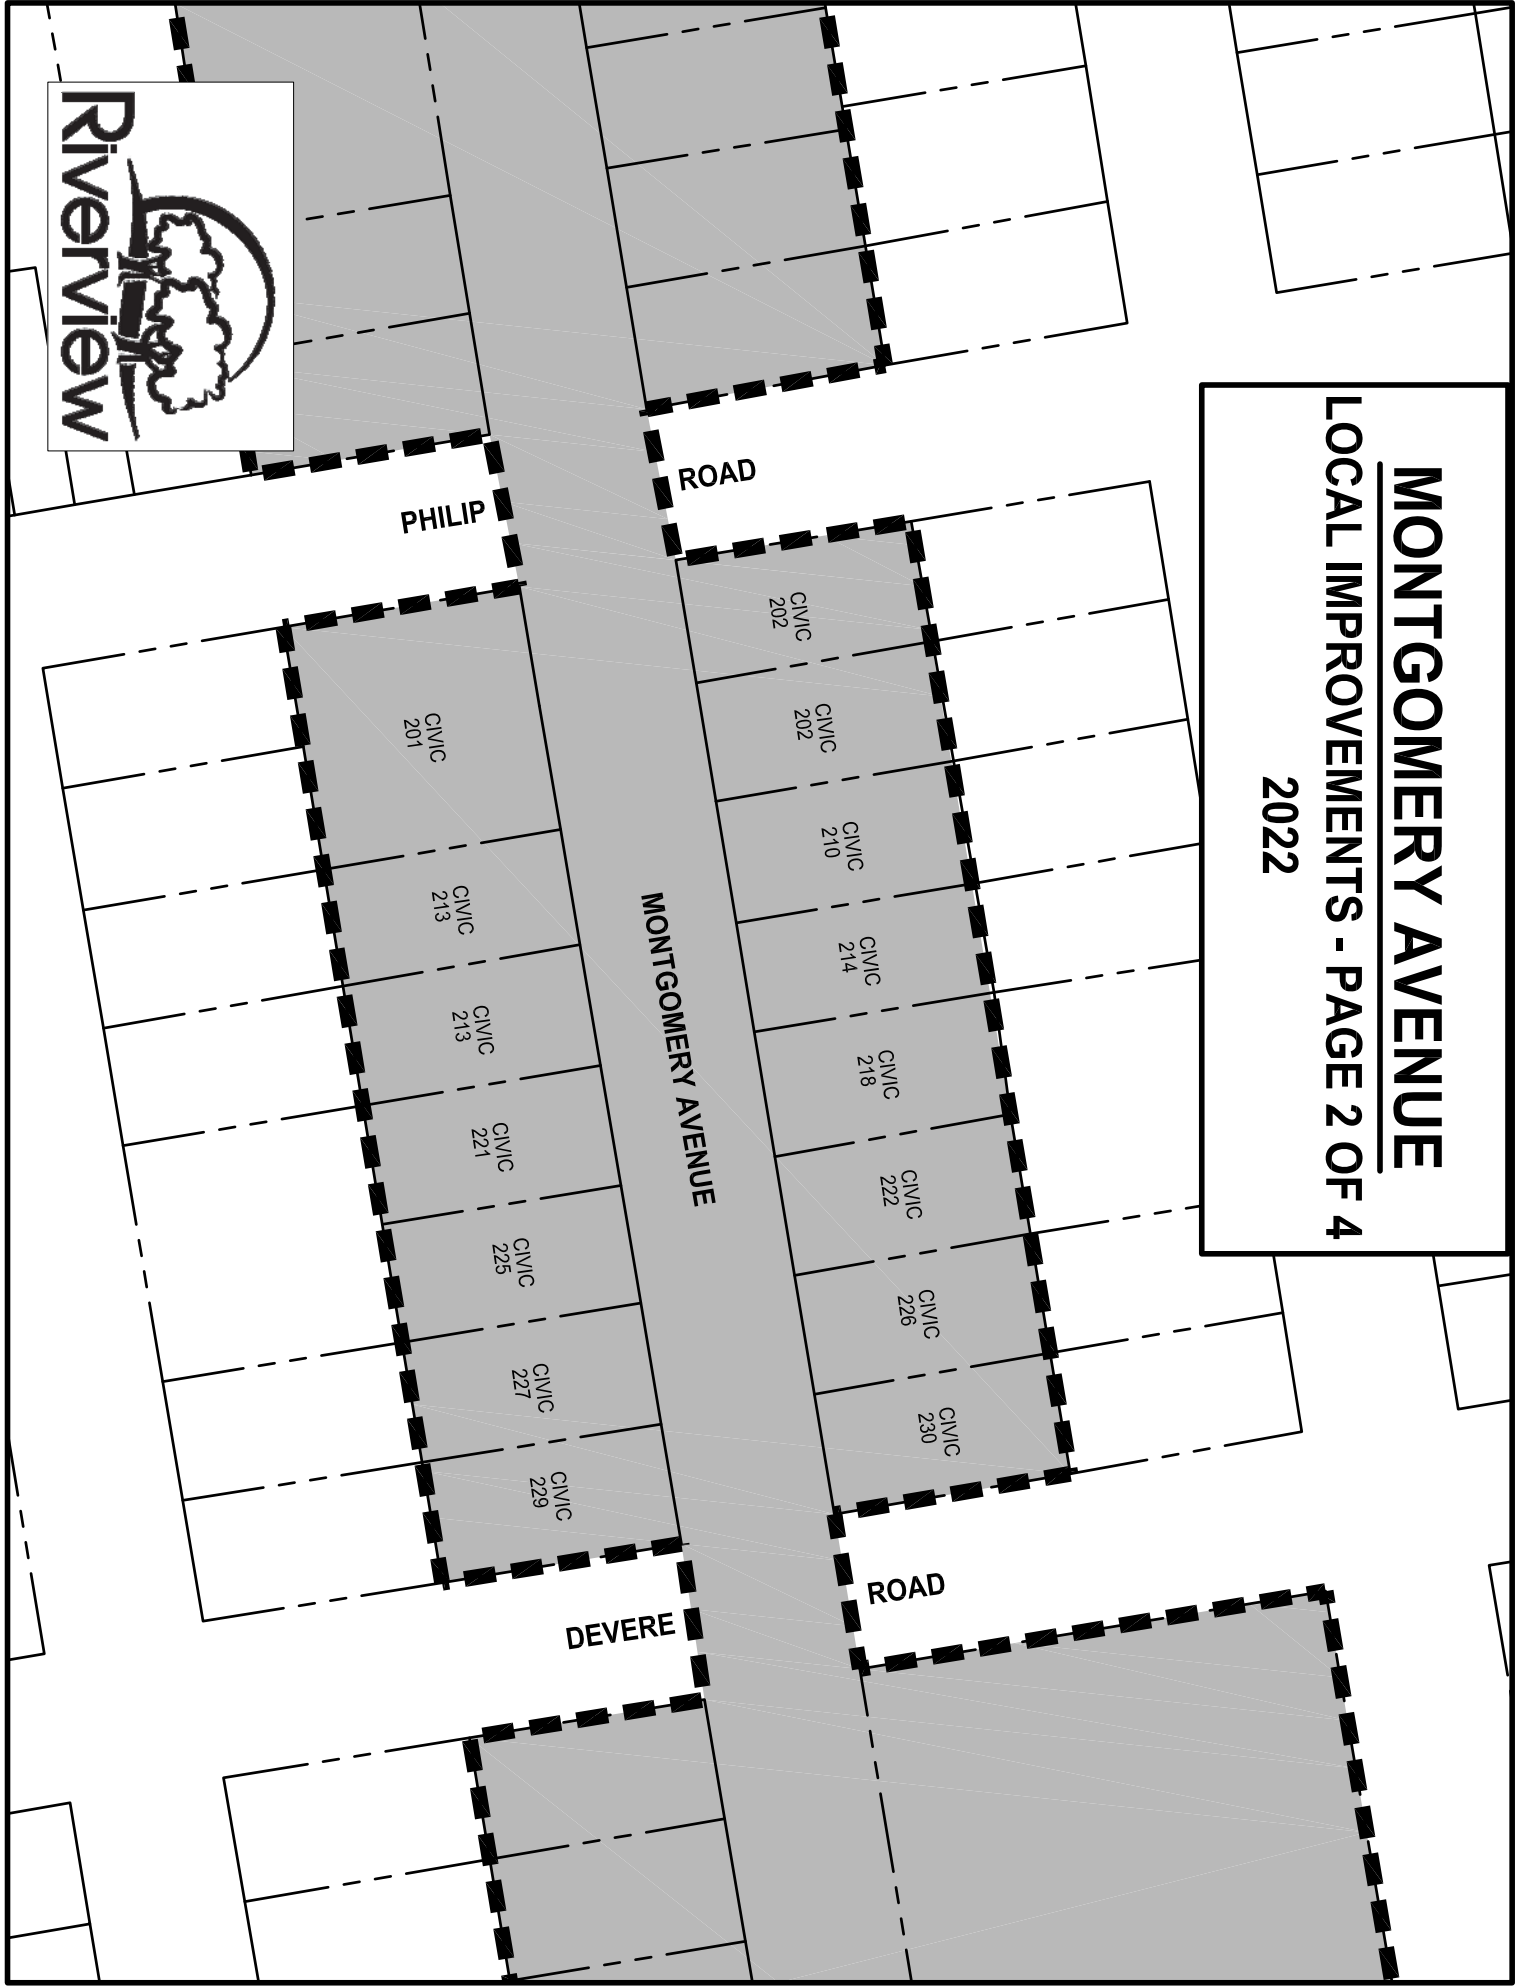 MONTGOMERY AVENUE
LOCAL IMPROVEMENTS - PAGE 2 OF 4
2022
Riverview
PHILIP
ROAD
CIVIC
202
CIVIC
202
CIVIC
210
CIVIC
214
CIVIC
218
CIVIC
222
CIVIC
226
CIVIC
230
MONTGOMERY AVENUE
CIVIC
201
CIVIC
213
CIVIC
213
CIVIC
221
CIVIC
225
CIVIC
227
CIVIC
229
DEVERE
ROAD